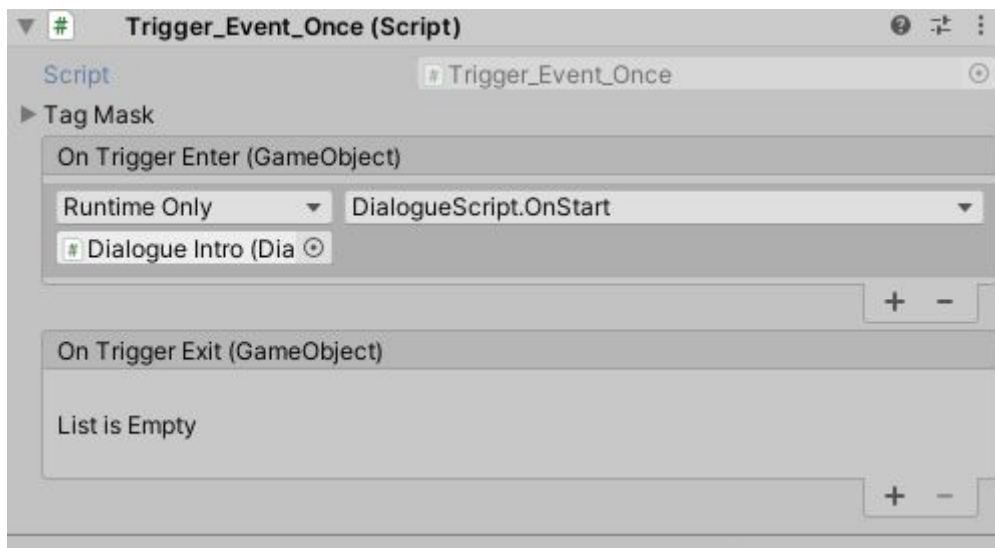 # Trigger_Event_Once (Script)
Script # Trigger_Event_Once
Tag Mask
On Trigger Enter (GameObject)
Runtime Only DialogueScript.OnStart
# Dialogue Intro (Dia
+ -
On Trigger Exit (GameObject)
List is Empty
+ -